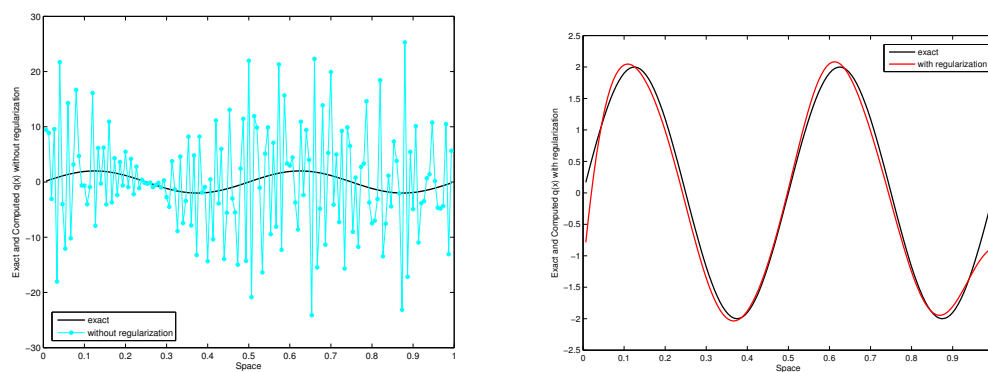 Exact and Computed q(x) without regularization
30
20
10
0
-10
-20
-30
exact
without regularization
0 0.1 0.2 0.3 0.4 0.5 0.6 0.7 0.8 0.9 1
Space
Exact and Computed q(x) with regularization
2.5
2
1.5
1
0.5
0
-0.5
-1
-1.5
-2
-2.5
exact
with regularization
0 0.1 0.2 0.3 0.4 0.5 0.6 0.7 0.8 0.9
Space